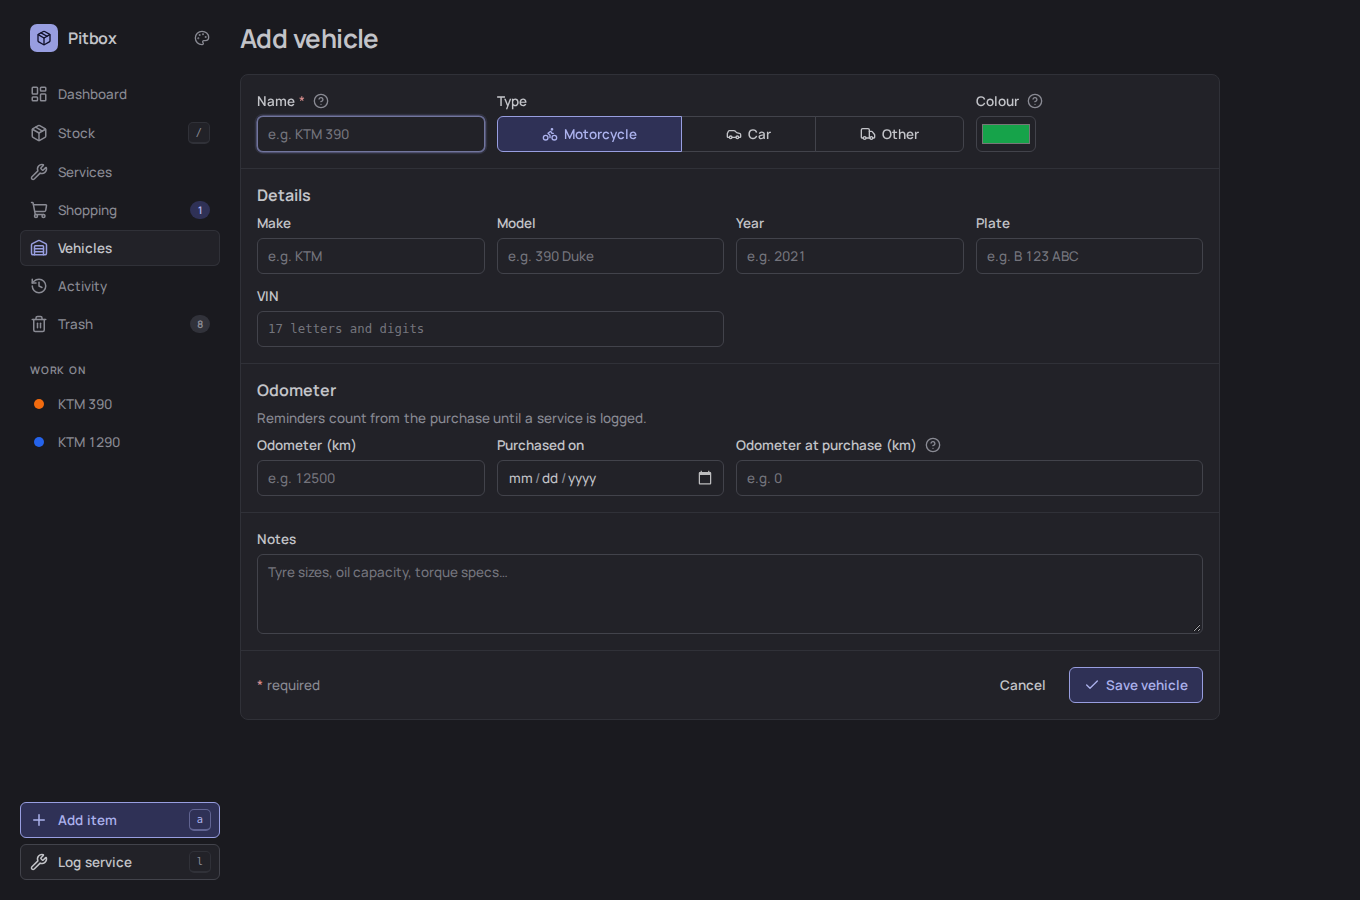 Pitbox
Dashboard
Stock /
Services
Shopping 1
Vehicles
Activity
Trash 8
WORK ON
KTM 390
KTM 1290
Add item a
Log service l
Add vehicle
Name * ?
e.g. KTM 390
Type
Motorcycle Car Other
Colour ?
Details
Make Model Year Plate
e.g. KTM e.g. 390 Duke e.g. 2021 e.g. B 123 ABC
VIN
17 letters and digits
Odometer
Reminders count from the purchase until a service is logged.
Odometer (km) Purchased on Odometer at purchase (km) ?
e.g. 12500 mm/dd/yyyy e.g. 0
Notes
Tyre sizes, oil capacity, torque specs…
* required Cancel Save vehicle